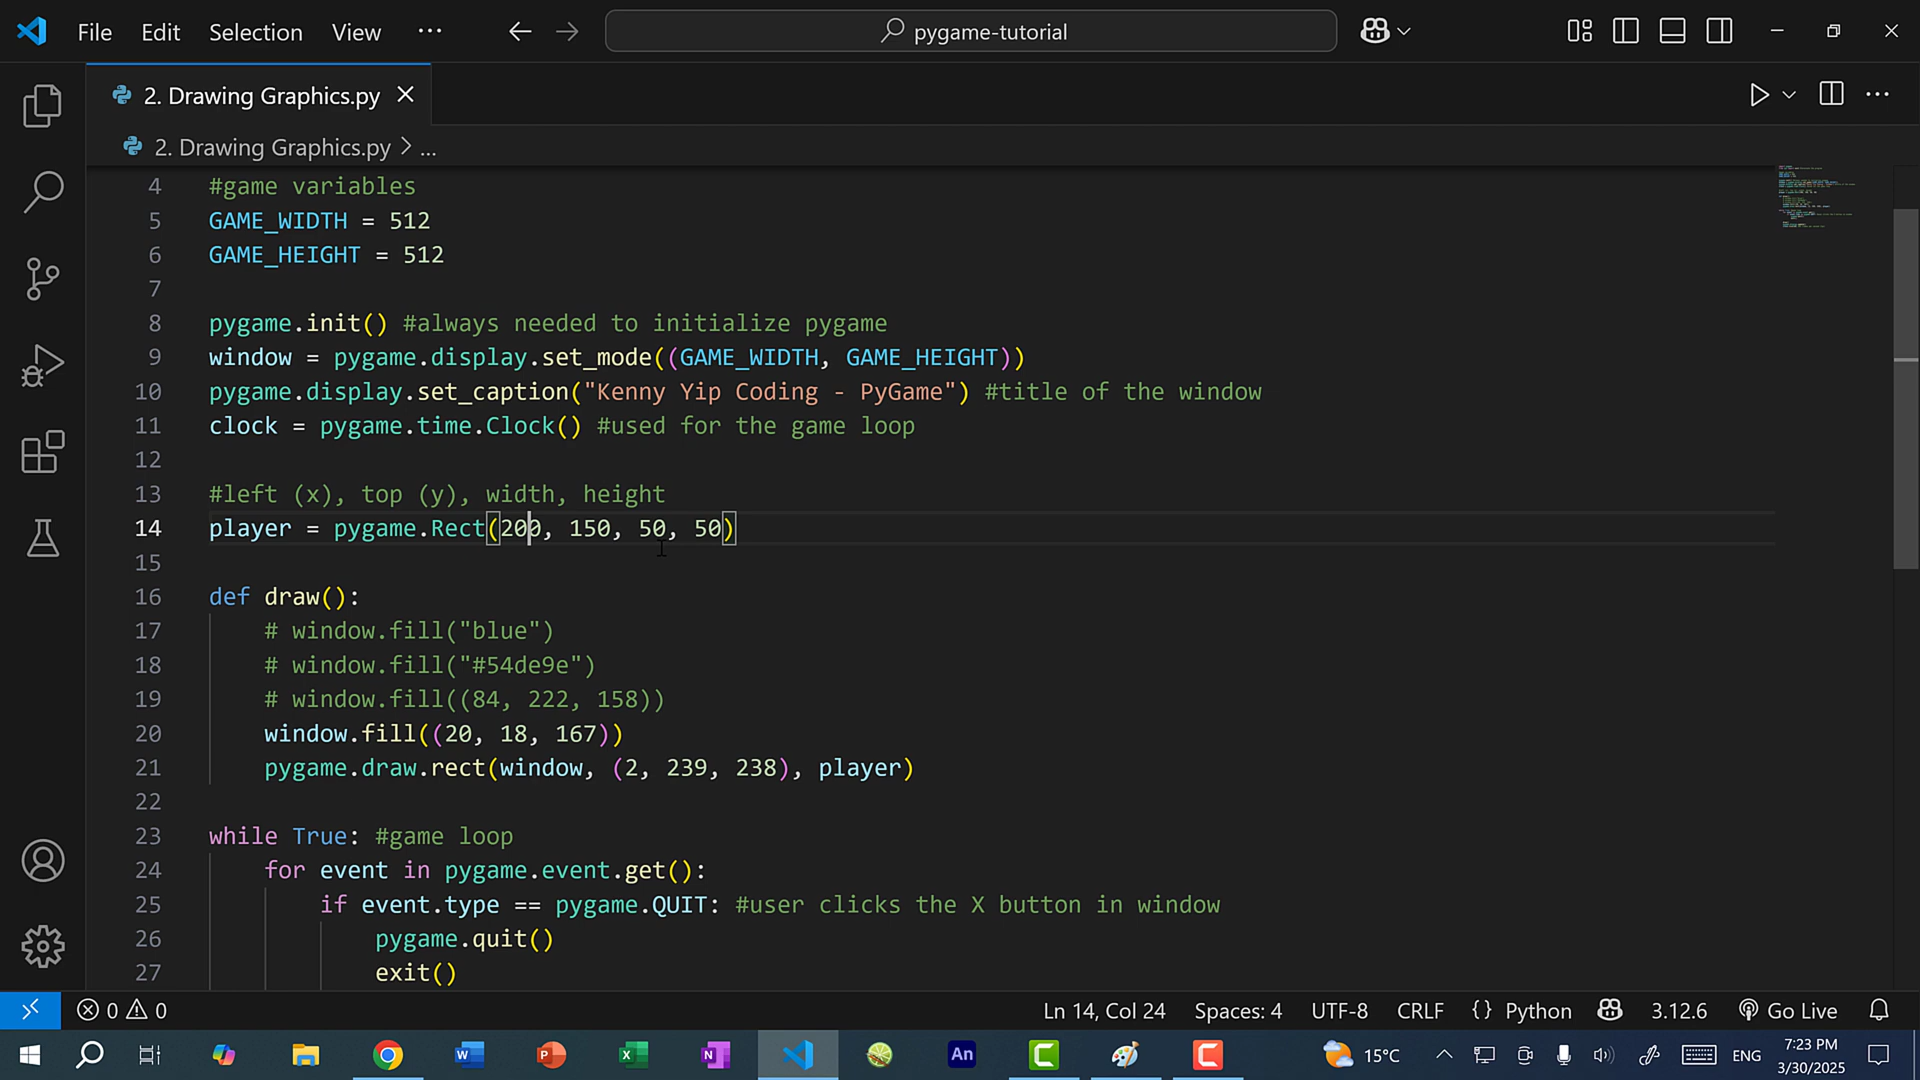 File Edit Selection View ··· pygame-tutorial
2. Drawing Graphics.py
2. Drawing Graphics.py > ...
4 #game variables
5 GAME_WIDTH = 512
6 GAME_HEIGHT = 512
7
8 pygame.init() #always needed to initialize pygame
9 window = pygame.display.set_mode((GAME_WIDTH, GAME_HEIGHT))
10 pygame.display.set_caption("Kenny Yip Coding - PyGame") #title of the window
11 clock = pygame.time.Clock() #used for the game loop
12
13 #left (x), top (y), width, height
14 player = pygame.Rect(200, 150, 50, 50)
15
16 def draw():
17 # window.fill("blue")
18 # window.fill("#54de9e")
19 # window.fill((84, 222, 158))
20 window.fill((20, 18, 167))
21 pygame.draw.rect(window, (2, 239, 238), player)
22
23 while True: #game loop
24 for event in pygame.event.get():
25 if event.type == pygame.QUIT: #user clicks the X button in window
26 pygame.quit()
27 exit()
0 0 Ln 14, Col 24 Spaces: 4 UTF-8 CRLF {} Python 3.12.6 Go Live
15°C ENG 7:23 PM
3/30/2025